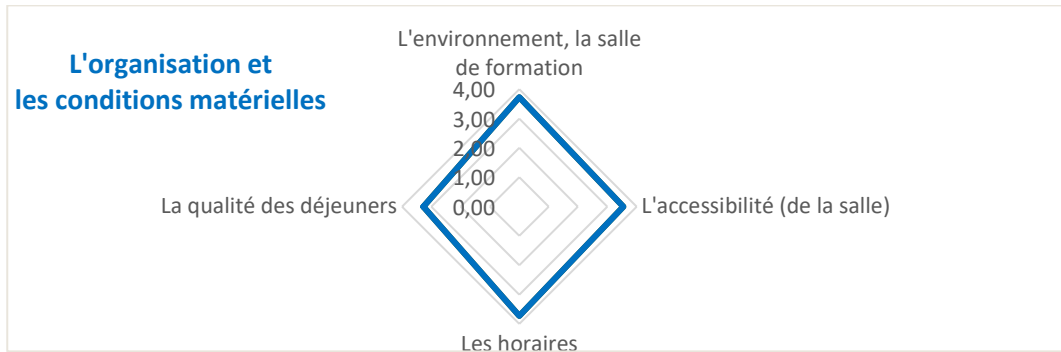 L'organisation et
les conditions matérielles
L'environnement, la salle
de formation
4,00
3,00
2,00
1,00
0,00
La qualité des déjeuners
L'accessibilité (de la salle)
Les horaires